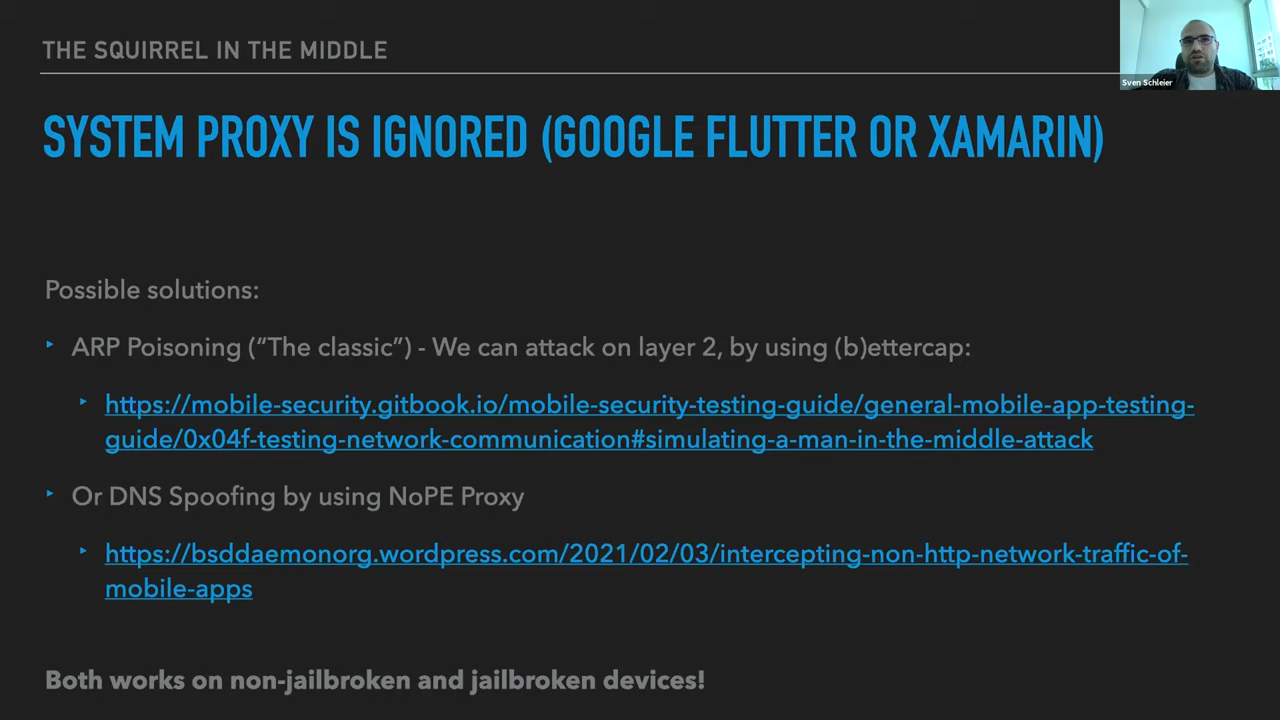 THE SQUIRREL IN THE MIDDLE
Sven Schleier
SYSTEM PROXY IS IGNORED (GOOGLE FLUTTER OR XAMARIN)
Possible solutions:
ARP Poisoning (“The classic”) - We can attack on layer 2, by using (b)ettercap:
https://mobile-security.gitbook.io/mobile-security-testing-guide/general-mobile-app-testing-
guide/0x04f-testing-network-communication#simulating-a-man-in-the-middle-attack
Or DNS Spoofing by using NoPE Proxy
https://bsddaemonorg.wordpress.com/2021/02/03/intercepting-non-http-network-traffic-of-
mobile-apps
Both works on non-jailbroken and jailbroken devices!